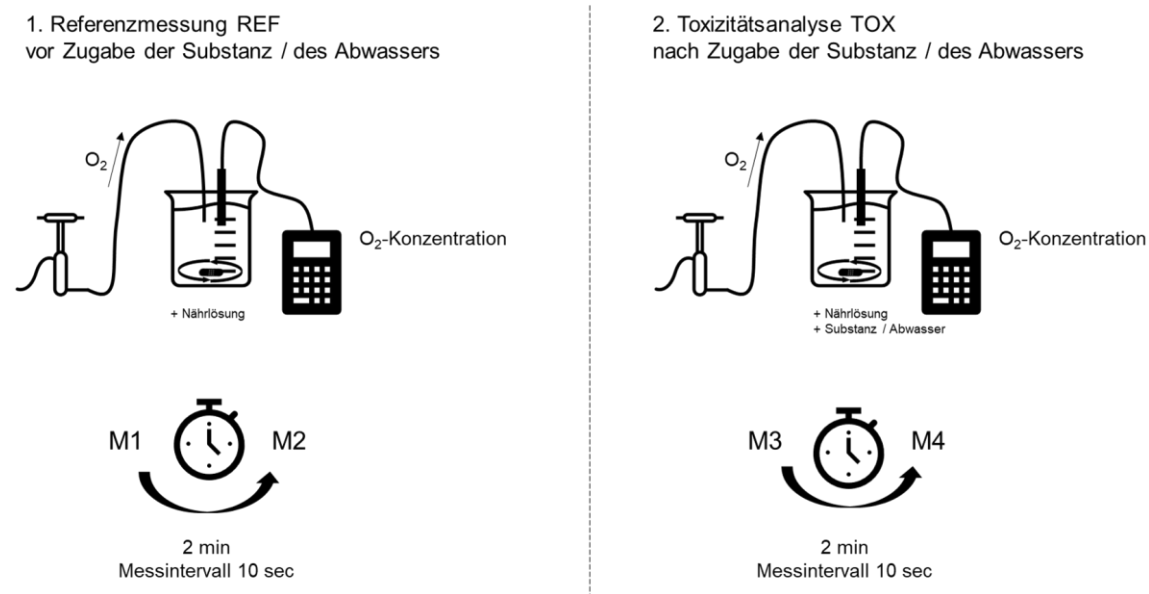 1. Referenzmessung REF
vor Zugabe der Substanz / des Abwassers
O₂
O₂-Konzentration
+ Nährlösung
M1
M2
2 min
Messintervall 10 sec
2. Toxizitätsanalyse TOX
nach Zugabe der Substanz / des Abwassers
O₂
O₂-Konzentration
+ Nährlösung
+ Substanz / Abwasser
M3
M4
2 min
Messintervall 10 sec